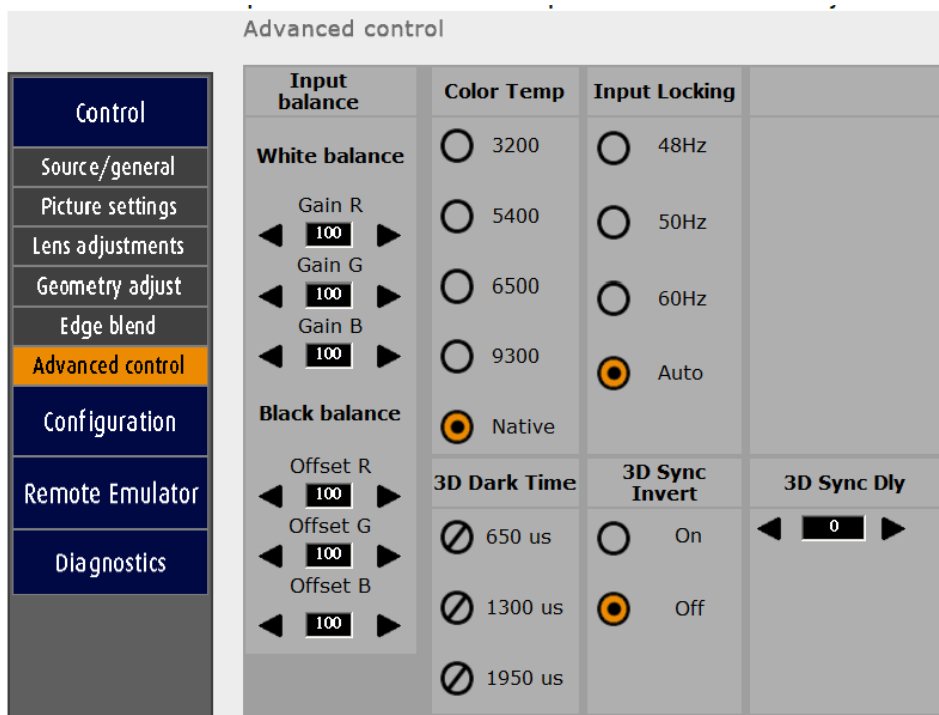 Advanced control
Control
Source/general
Picture settings
Lens adjustments
Geometry adjust
Edge blend
Advanced control
Configuration
Remote Emulator
Diagnostics
Input
balance
White balance
Gain R
100
Gain G
100
Gain B
100
Black balance
Offset R
100
Offset G
100
Offset B
100
Color Temp
3200
5400
6500
9300
Native
Input Locking
48Hz
50Hz
60Hz
Auto
3D Dark Time
650 us
1300 us
1950 us
3D Sync
Invert
On
Off
3D Sync Dly
0